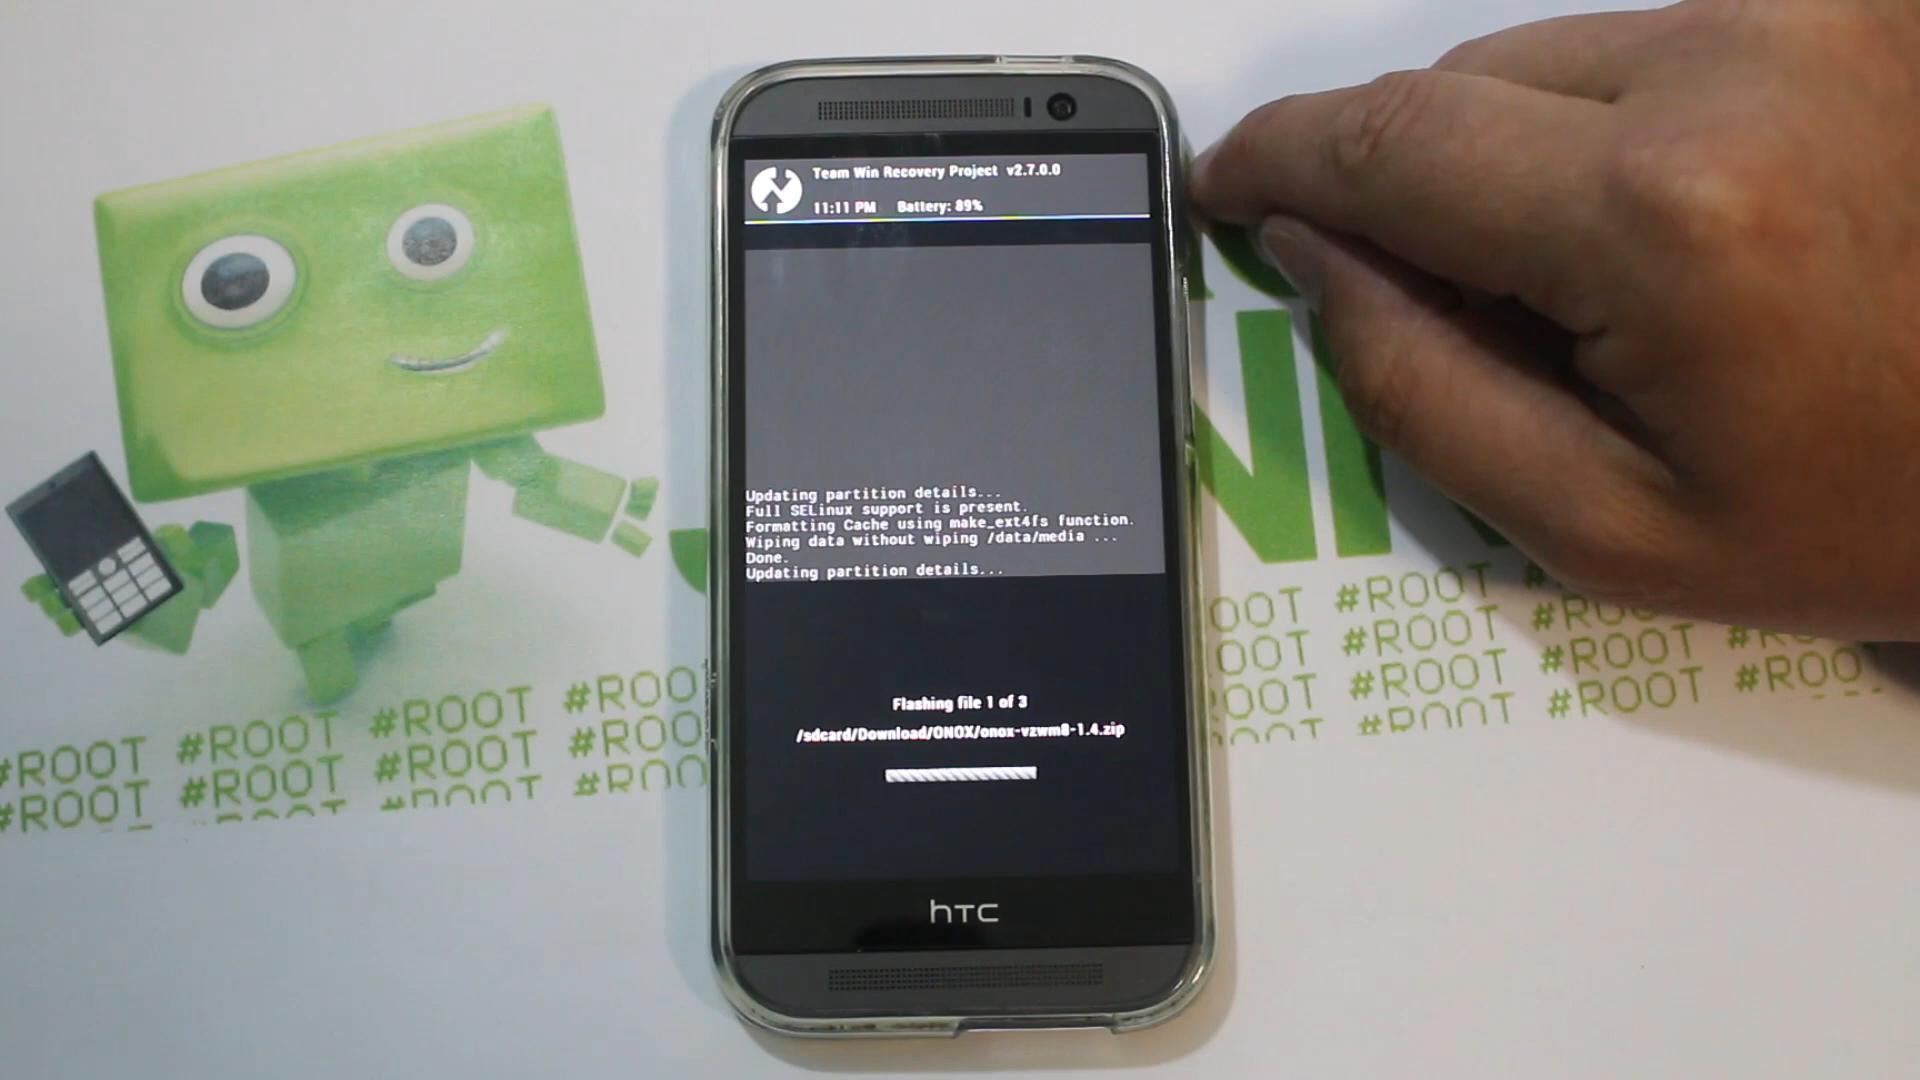 Team Win Recovery Project v2.7.0.0
11:11 PM Battery: 89%
Updating partition details...
Full SELinux support is present.
Formatting Cache using make_ext4fs function.
Wiping data without wiping /data/media ...
Done.
Updating partition details...
Flashing file 1 of 3
/sdcard/Download/ONOX/onox-vzwm8-1.4.zip
hTC
#ROOT #ROOT #ROOT
#ROOT #ROOT #ROOT
#ROOT #ROOT
#ROOT #ROOT
#ROOT #ROOT #ROOT
#ROOT #ROOT